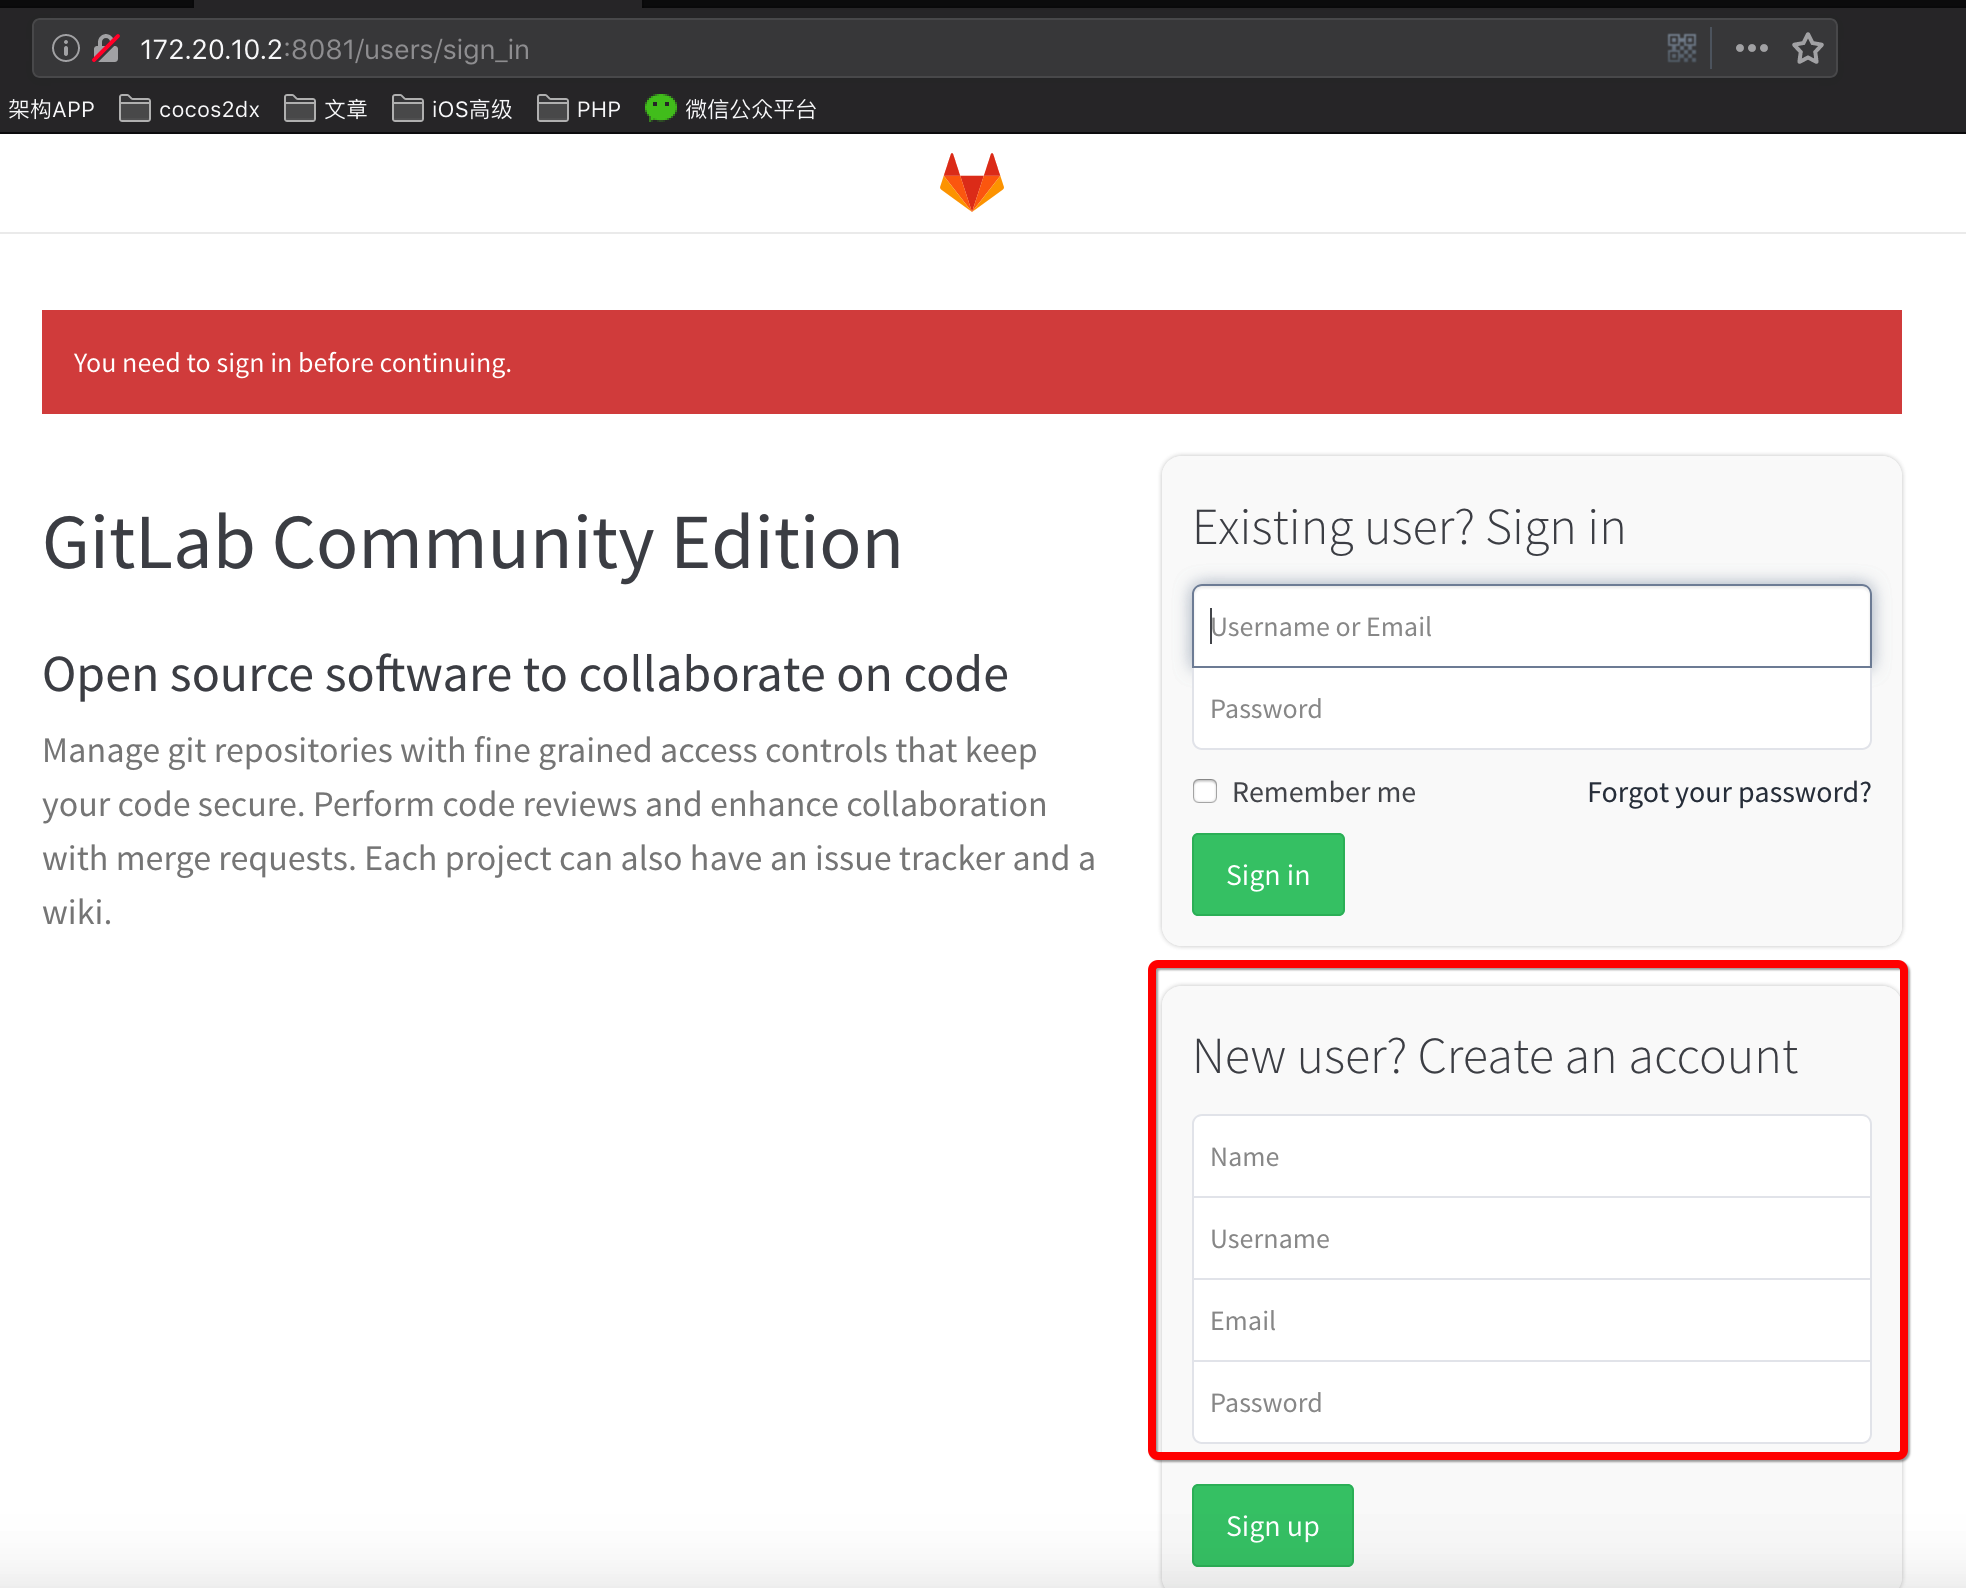 172.20.10.2:8081/users/sign_in
架构APP cocos2dx 文章 iOS高级 PHP 微信公众平台
You need to sign in before continuing.
GitLab Community Edition
Open source software to collaborate on code
Manage git repositories with fine grained access controls that keep
your code secure. Perform code reviews and enhance collaboration
with merge requests. Each project can also have an issue tracker and a
wiki.
Existing user? Sign in
Username or Email
Password
Remember me Forgot your password?
Sign in
New user? Create an account
Name
Username
Email
Password
Sign up